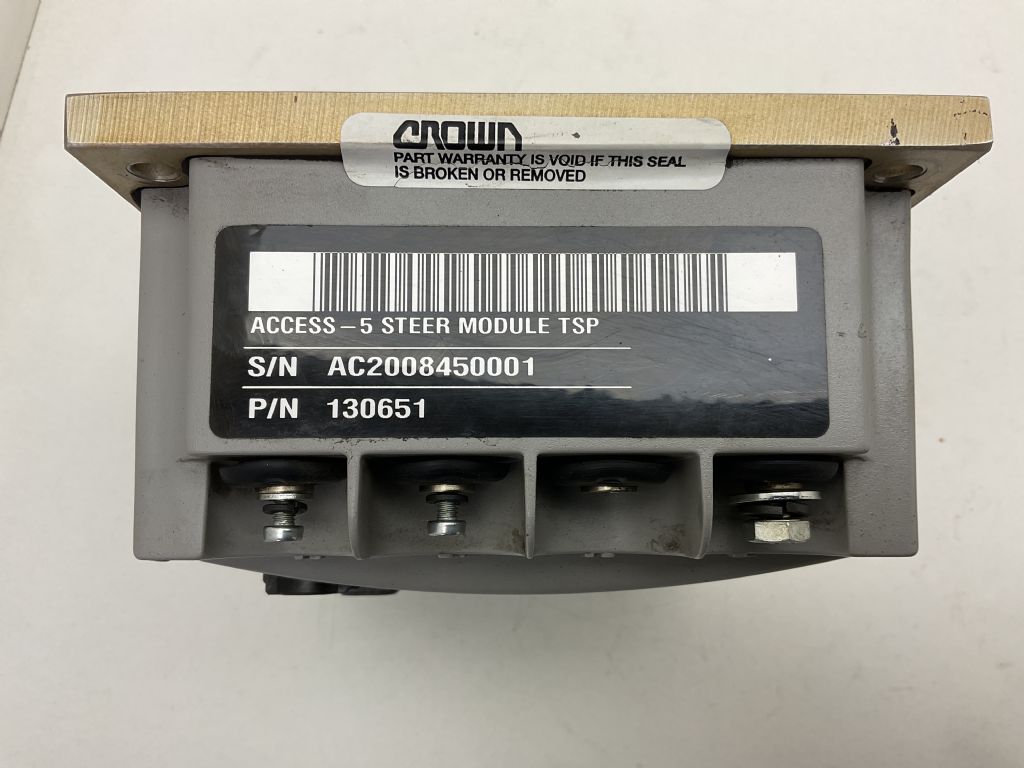 CROWN
PART WARRANTY IS VOID IF THIS SEAL
IS BROKEN OR REMOVED
ACCESS-5 STEER MODULE TSP
S/N AC2008450001
P/N 130651